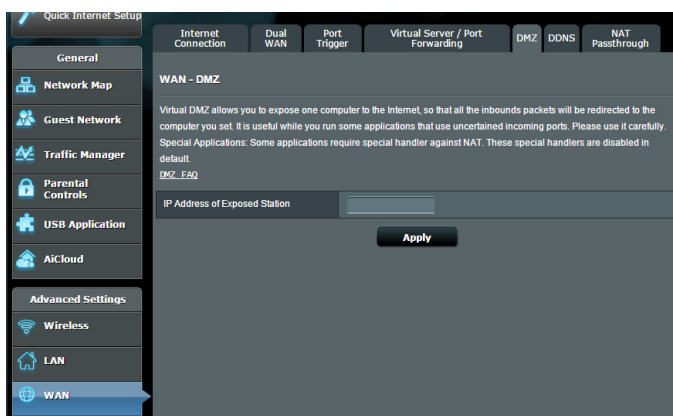 Quick Internet Setup
General
Network Map
Guest Network
Traffic Manager
Parental
Controls
USB Application
AiCloud
Advanced Settings
Wireless
LAN
WAN
Internet
Connection
Dual
WAN
Port
Trigger
Virtual Server / Port
Forwarding
DMZ
DDNS
NAT
Passthrough
WAN - DMZ
Virtual DMZ allows you to expose one computer to the Internet, so that all the inbounds packets will be redirected to the
computer you set. It is useful while you run some applications that use uncertained incoming ports. Please use it carefully.
Special Applications: Some applications require special handler against NAT. These special handlers are disabled in
default.
DMZ FAQ
IP Address of Exposed Station
Apply